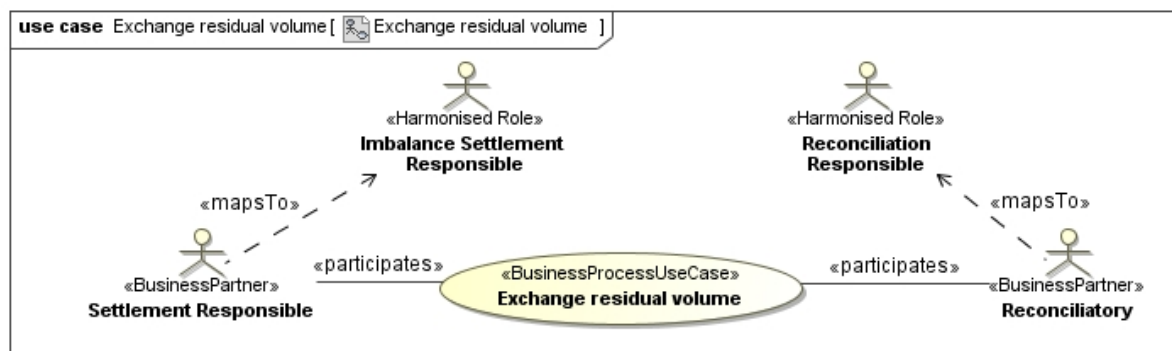 use case Exchange residual volume [ Exchange residual volume ]
«Harmonised Role»
Imbalance Settlement
Responsible
«Harmonised Role»
Reconciliation
Responsible
«mapsTo»
«mapsTo»
«BusinessPartner»
Settlement Responsible
«participates»
«BusinessProcessUseCase»
Exchange residual volume
«participates»
«BusinessPartner»
Reconciliatory